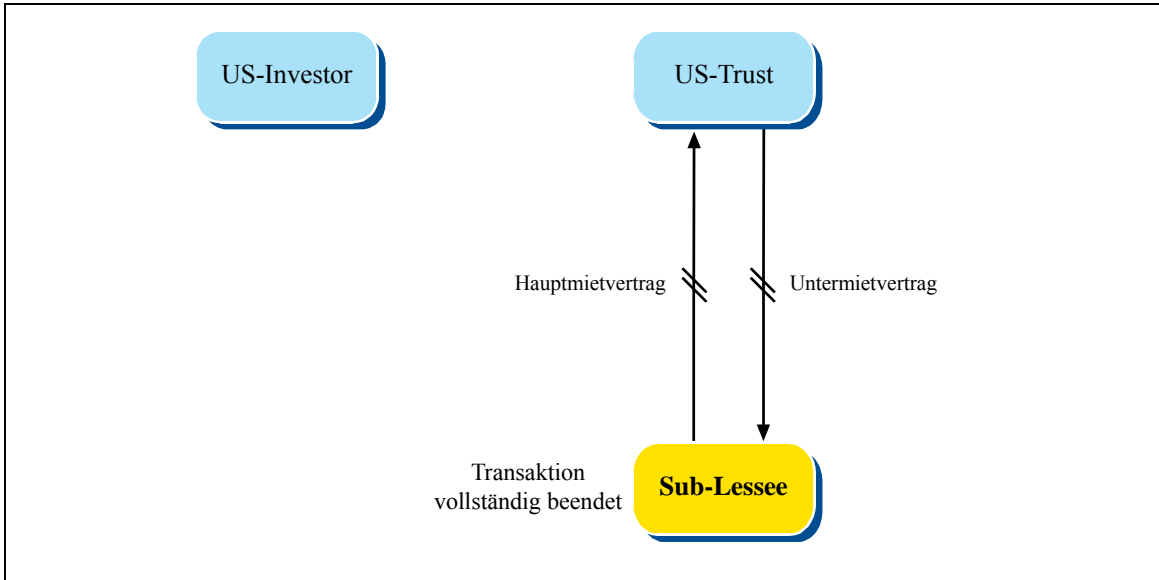 US-Investor
US-Trust
Hauptmietvertrag
Untermietvertrag
Transaktion
vollständig beendet
Sub-Lessee